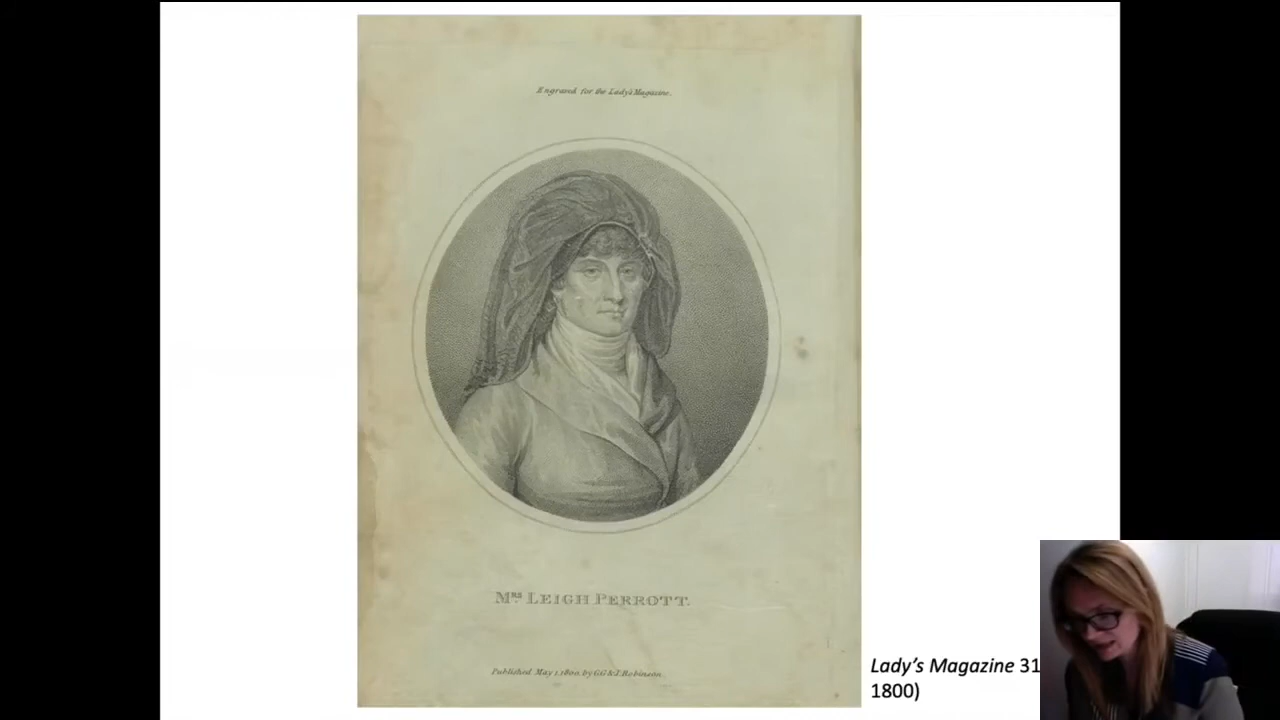 Engraved for the Lady's Magazine.
Mrs. LEIGH PERROTT.
Published May 1 1800, by G.G & J. Robinson.
Lady's Magazine 31
1800)